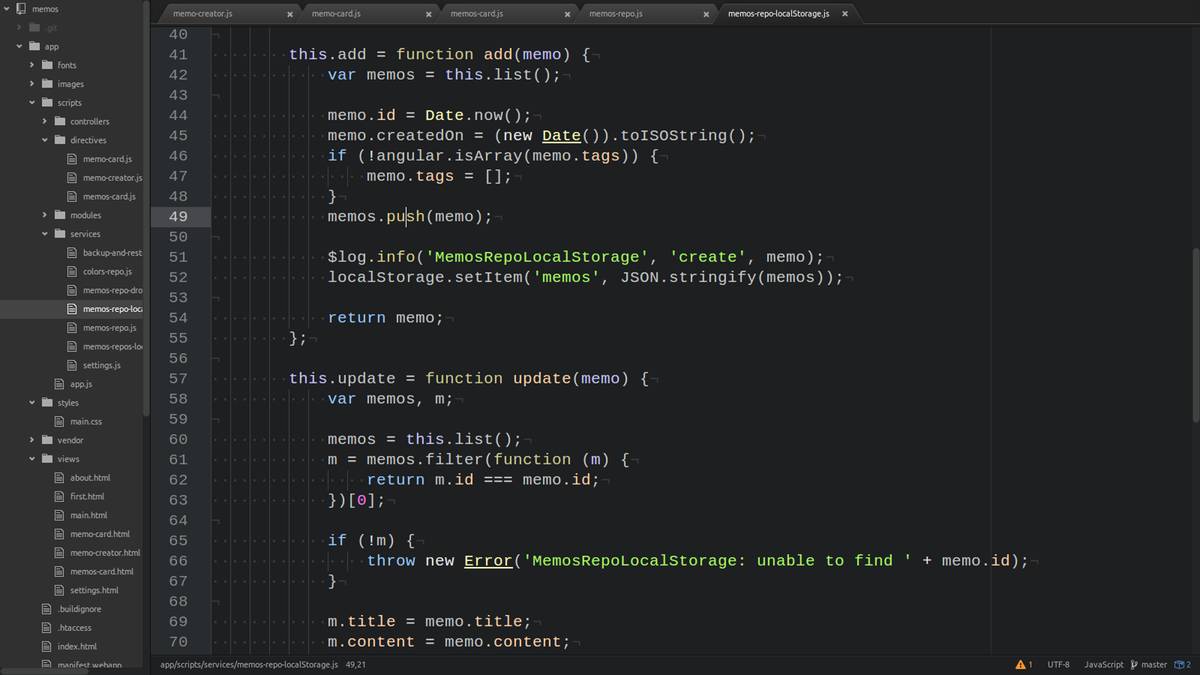 memos
.git
app
fonts
images
scripts
controllers
directives
memo-card.js
memo-creator.js
memos-card.js
modules
services
backup-and-rest
colors-repo.js
memos-repo-dro
memos-repo-loca
memos-repo.js
memos-repos-lo
settings.js
app.js
styles
main.css
vendor
views
about.html
first.html
main.html
memo-card.html
memo-creator.html
memos-card.html
settings.html
.buildignore
.htaccess
index.html
manifest.webapp
memo-creator.js × memo-card.js × memos-card.js × memos-repo.js × memos-repo-localStorage.js ×
40
41 this.add = function add(memo) {
42 var memos = this.list();
43
44 memo.id = Date.now();
45 memo.createdOn = (new Date()).toISOString();
46 if (!angular.isArray(memo.tags)) {
47 memo.tags = [];
48 }
49 memos.push(memo);
50
51 $log.info('MemosRepoLocalStorage', 'create', memo);
52 localStorage.setItem('memos', JSON.stringify(memos));
53
54 return memo;
55 };
56
57 this.update = function update(memo) {
58 var memos, m;
59
60 memos = this.list();
61 m = memos.filter(function (m) {
62 return m.id === memo.id;
63 })[0];
64
65 if (!m) {
66 throw new Error('MemosRepoLocalStorage: unable to find ' + memo.id);
67 }
68
69 m.title = memo.title;
70 m.content = memo.content;
app/scripts/services/memos-repo-localStorage.js 49,21 1 UTF-8 JavaScript master 2